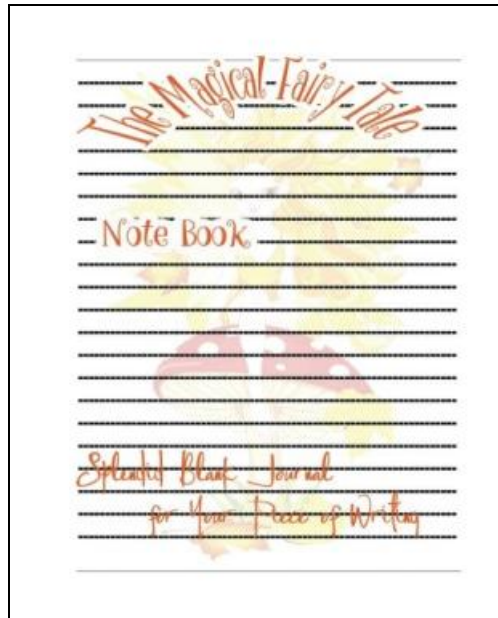 The Magical Fairy Tale
Note Book
Splendid Blank Journal
for Your Piece of Writing